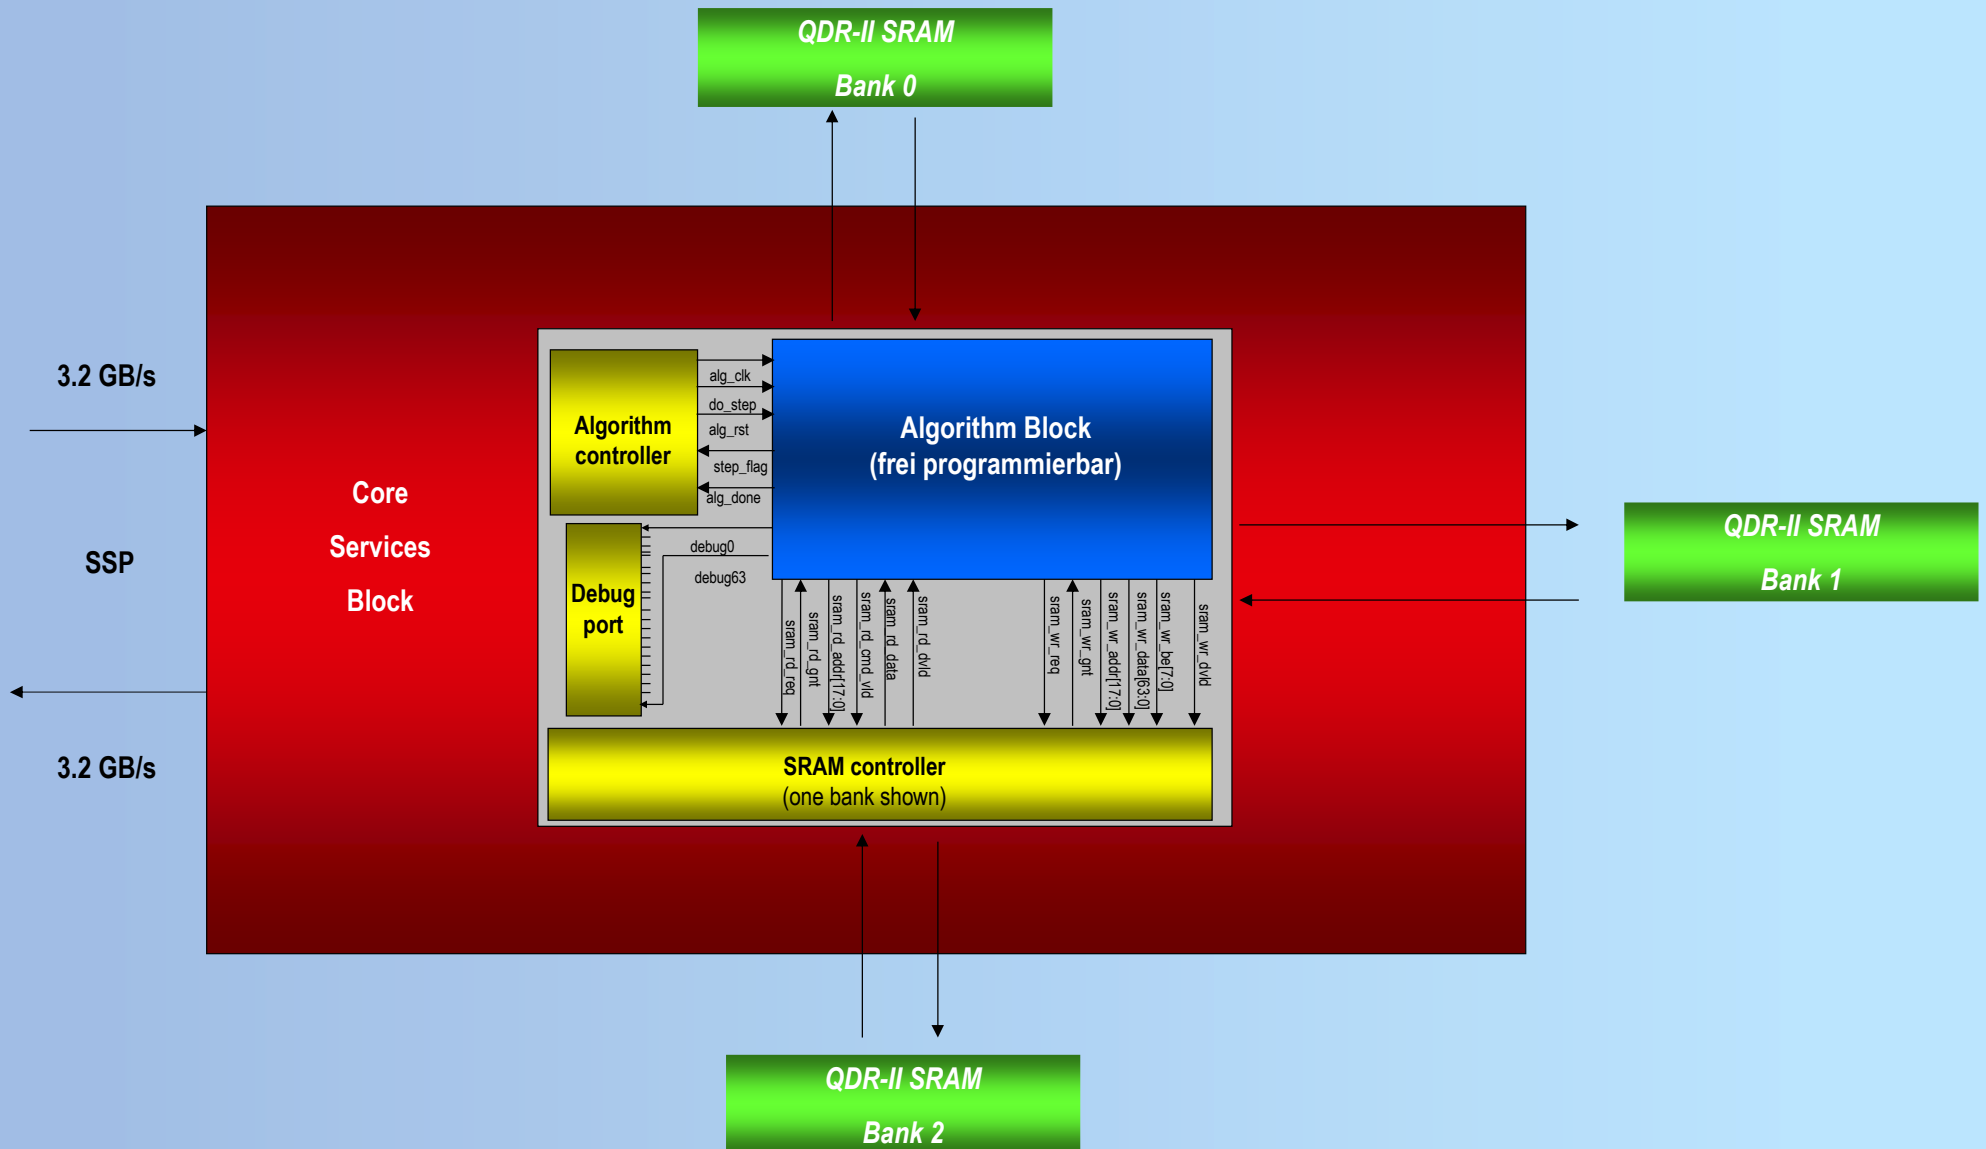 QDR-II SRAM
Bank 0
3.2 GB/s
SSP
3.2 GB/s
Core
Services
Block
Algorithm
controller
alg_clk
do_step
alg_rst
step_flag
alg_done
Algorithm Block
(frei programmierbar)
Debug
port
debug0
debug63
sram_rd_req
sram_rd_gnt
sram_rd_addr[17:0]
sram_rd_cmd_vld
sram_rd_data
sram_rd_dvld
sram_wr_req
sram_wr_gnt
sram_wr_addr[17:0]
sram_wr_data[63:0]
sram_wr_be[7:0]
sram_wr_dvld
SRAM controller
(one bank shown)
QDR-II SRAM
Bank 1
QDR-II SRAM
Bank 2